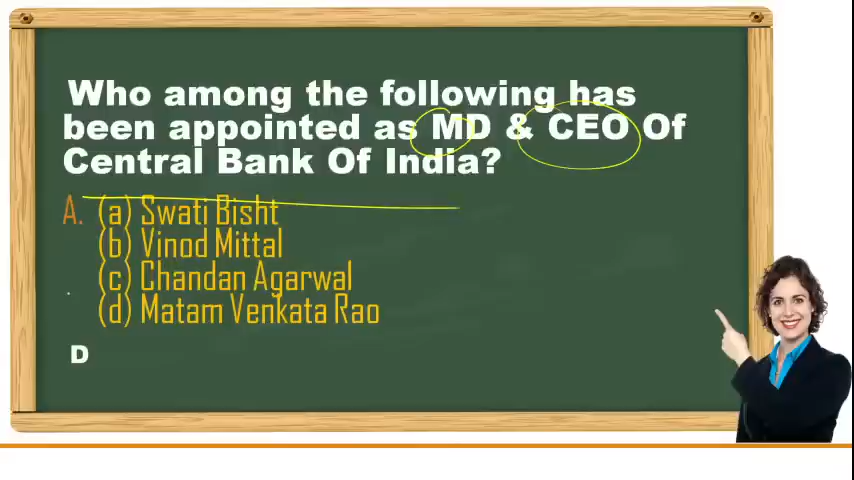 Who among the following has
been appointed as MD & CEO Of
Central Bank Of India?
A. (a) Swati Bisht
(b) Vinod Mittal
(c) Chandan Agarwal
(d) Matam Venkata Rao
D